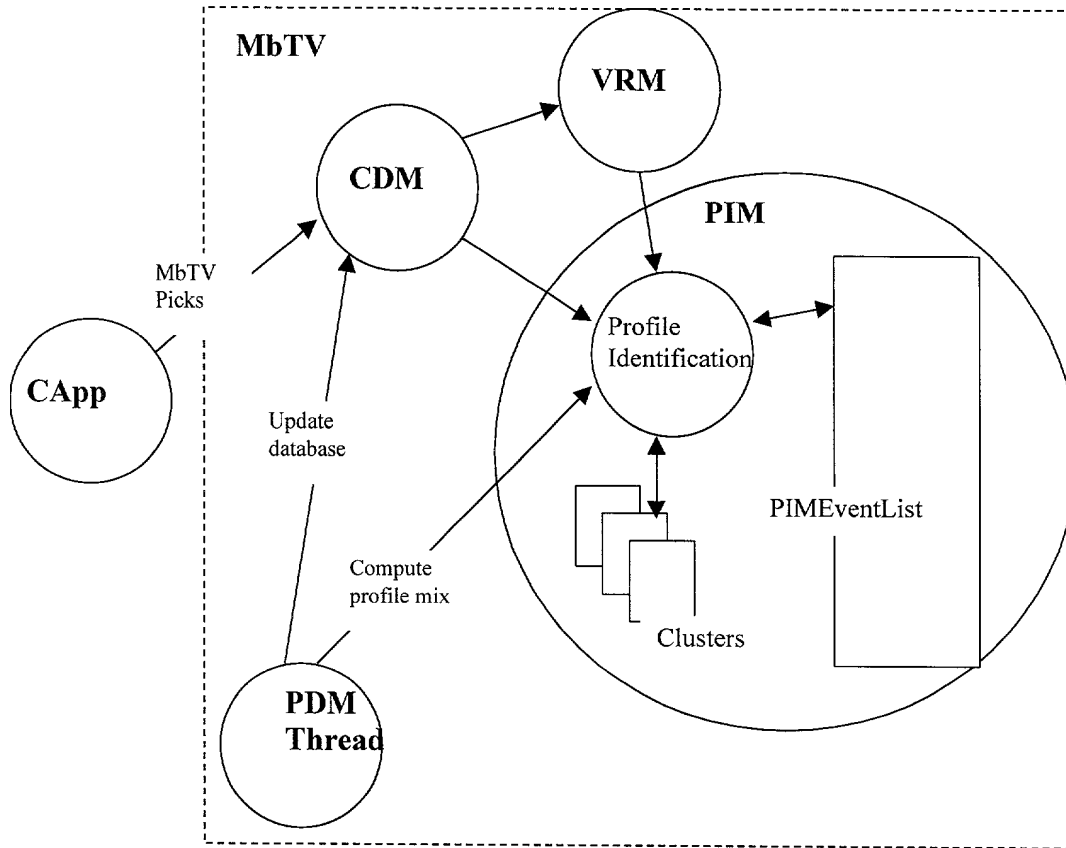 MbTV
VRM
CDM
PIM
MbTV
Picks
Profile
Identification
CApp
Update
database
PIMEventList
Compute
profile mix
Clusters
PDM
Thread